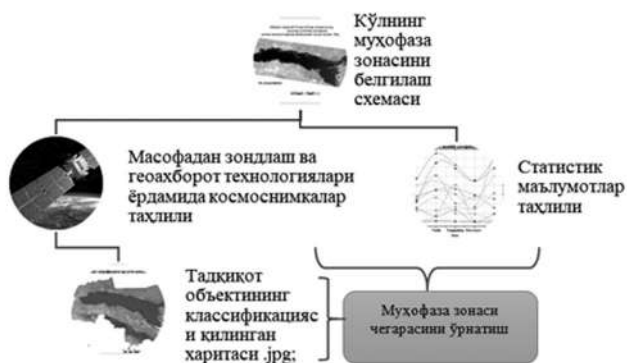 Кўлнинг
муҳофаза
зонасини
белгилаш
схемаси
Масофадан зондлаш ва
геоахборот технологиялари
ёрдамида космоснимкалар
таҳлили
Статистик
маълумотлар
таҳлили
Тадқиқот
объектининг
классификацияс
и қилинган
харитаси .jpg;
Муҳофаза зонаси
чегарасини ўрнатиш